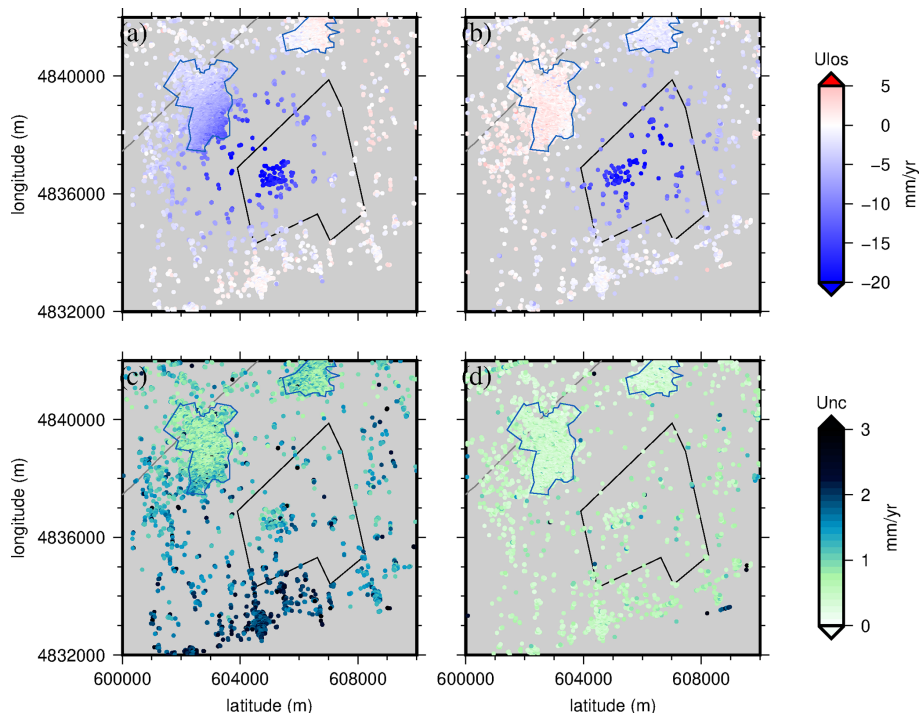 a)
b)
4840000
4836000
4832000
longitude (m)
Ulos
5
0
−5
−10
−15
−20
mm/yr
c)
d)
4840000
4836000
4832000
longitude (m)
600000
604000
608000
latitude (m)
600000
604000
608000
latitude (m)
Unc
3
2
1
0
mm/yr